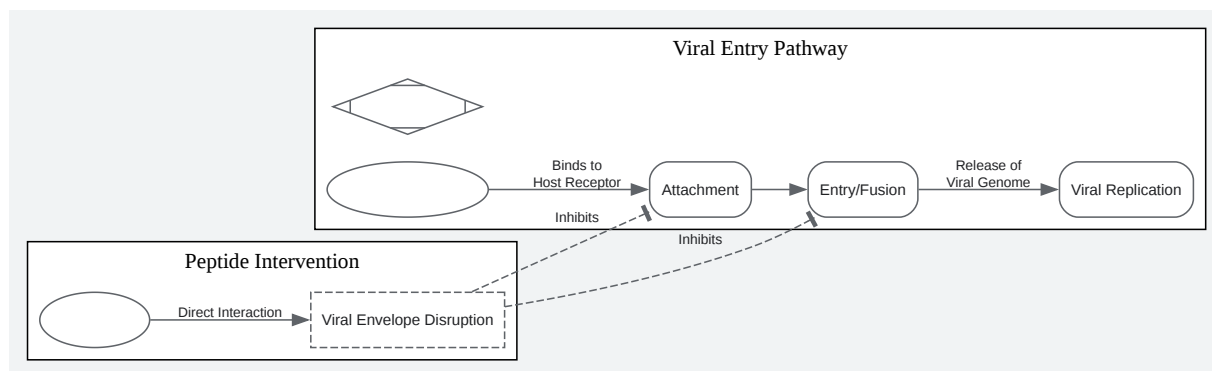 Viral Entry Pathway
Binds to
Host Receptor
Attachment
Entry/Fusion
Release of
Viral Genome
Viral Replication
Inhibits
Inhibits
Peptide Intervention
Direct Interaction
Viral Envelope Disruption